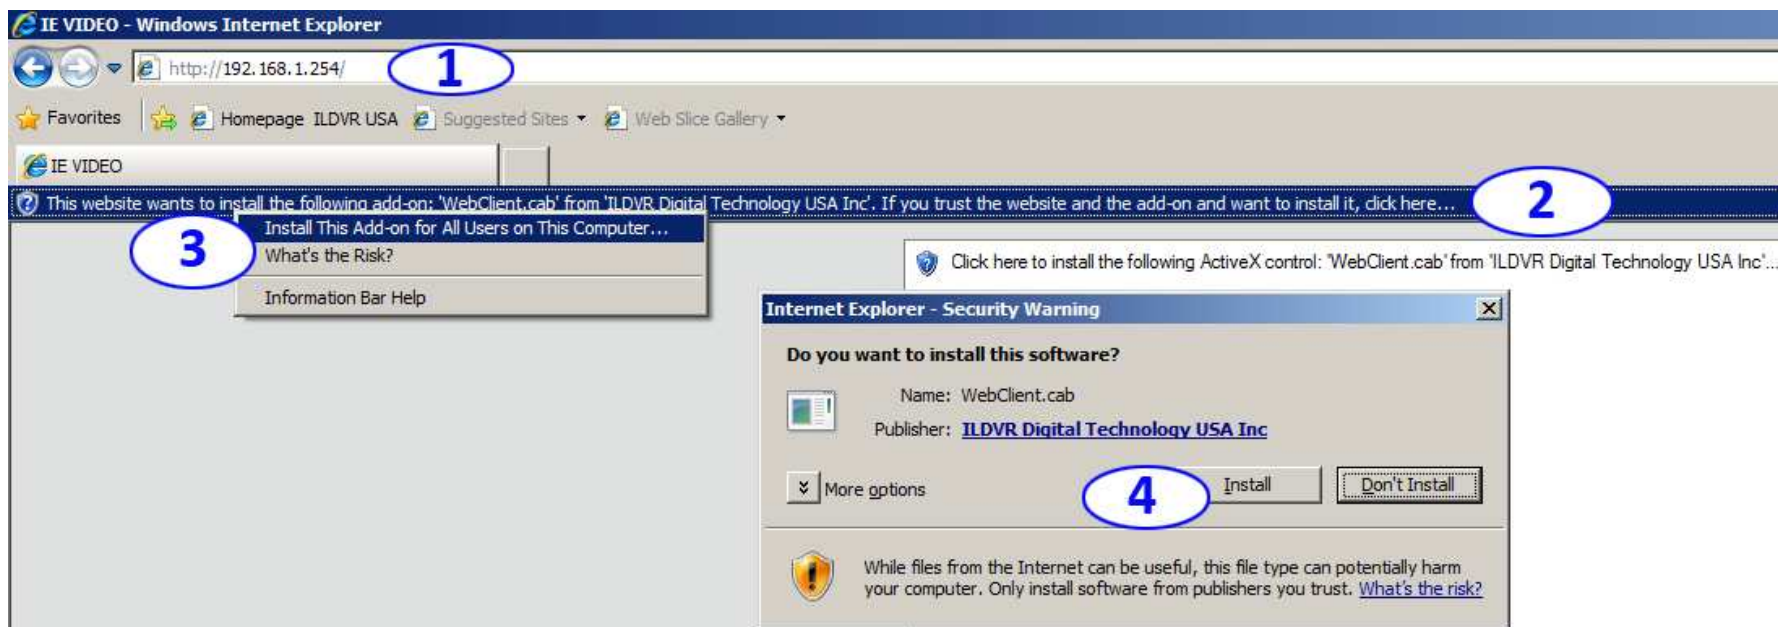 IE VIDEO - Windows Internet Explorer
http://192.168.1.254/
1
Favorites Homepage ILDVR USA Suggested Sites Web Slice Gallery
IE VIDEO
This website wants to install the following add-on: 'WebClient.cab' from 'ILDVR Digital Technology USA Inc'. If you trust the website and the add-on and want to install it, click here...
2
3
Install This Add-on for All Users on This Computer...
What's the Risk?
Information Bar Help
Click here to install the following ActiveX control: 'WebClient.cab' from 'ILDVR Digital Technology USA Inc'...
Internet Explorer - Security Warning
Do you want to install this software?
Name: WebClient.cab
Publisher: ILDVR Digital Technology USA Inc
More options
4
Install
Don't Install
While files from the Internet can be useful, this file type can potentially harm
your computer. Only install software from publishers you trust. What's the risk?